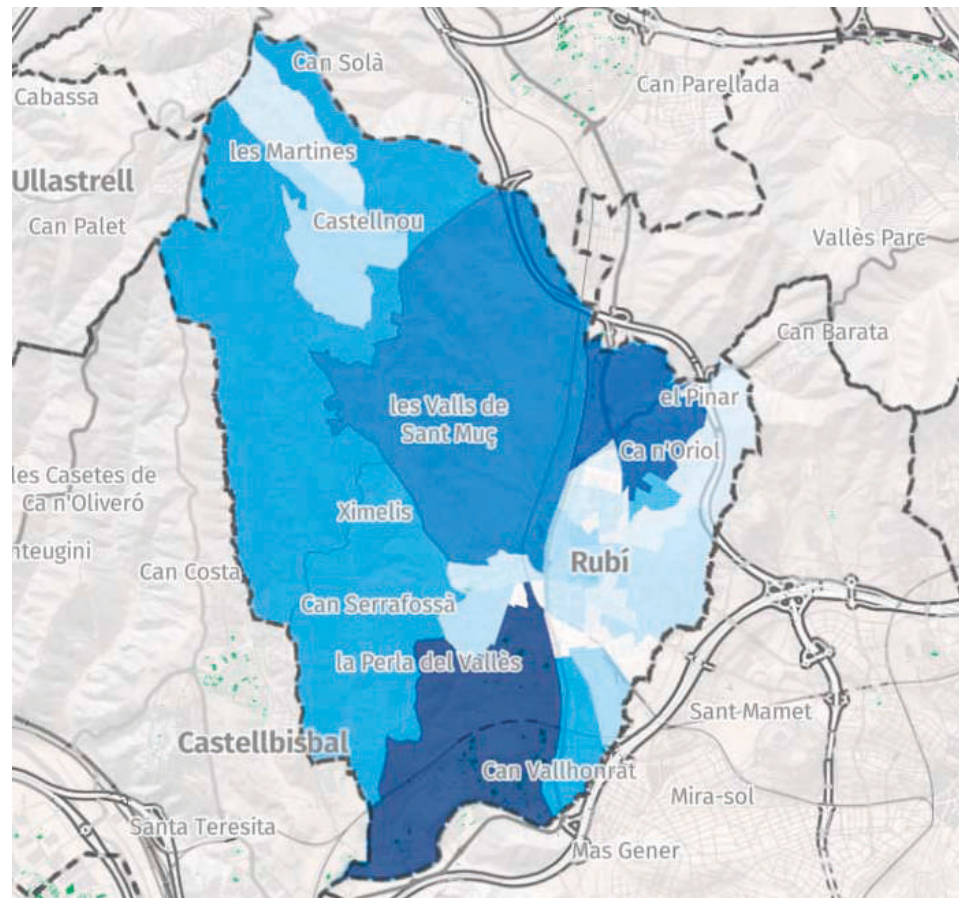 Can Solà
Can Parellada
Cabassa
les Martines
Ullastrell
Can Palet
Castellnou
Vallès Parc
Can Barata
el Pinar
les Valls de
Sant Muç
Ca n'Oriol
les Casetes de
Ca n'Oliveró
Ximelis
nteugini
Rubí
Can Costa
Can Serrafossà
la Perla del Vallès
Sant Mamet
Castellbisbal
Can Vallhonrat
Mira-sol
Santa Teresita
Mas Gener